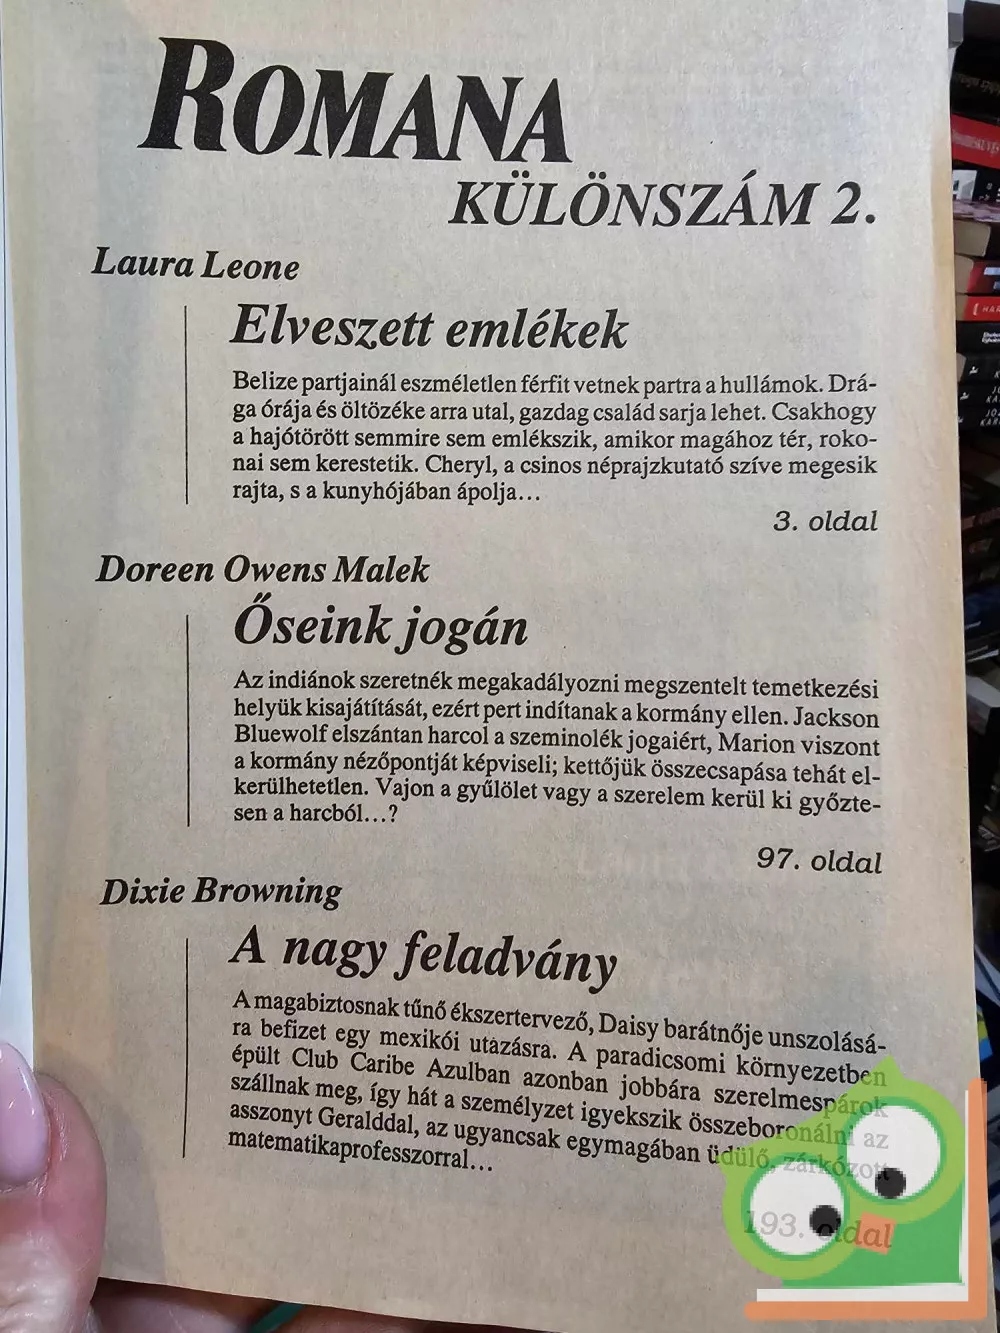 ROMANA
KÜLÖNSZÁM 2.
Laura Leone
Elveszett emlékek
Belize partjainál eszméletlen férfit vetnek partra a hullámok. Drá-
ga órája és öltözéke arra utal, gazdag család sarja lehet. Csakhogy
a hajótörött semmire sem emlékszik, amikor magához tér, roko-
nai sem kerestetik. Cheryl, a csinos néprajzkutató szíve megesik
rajta, s a kunyhójában ápolja...
3. oldal
Doreen Owens Malek
Őseink jogán
Az indiánok szeretnék megakadályozni megszentelt temetkezési
helyük kisajátítását, ezért pert indítanak a kormány ellen. Jackson
Bluewolf elszántan harcol a szeminolék jogaiért, Marion viszont
a kormány nézőpontját képviseli; kettőjük összecsapása tehát el-
kerülhetetlen. Vajon a gyűlölet vagy a szerelem kerül ki győzte-
sen a harcból...?
97. oldal
Dixie Browning
A nagy feladvány
A magabiztosnak tűnő ékszertervező, Daisy barátnője unszolásá-
ra befizet egy mexikói utazásra. A paradicsomi környezetben
épült Club Caribe Azulban azonban jobbára szerelmespárok
szállnak meg, így hát a személyzet igyekszik összeboronálni az
asszonyt Geralddal, az ugyancsak egymagában üdülő, zárkózott
matematikaprofesszorral...
193. oldal